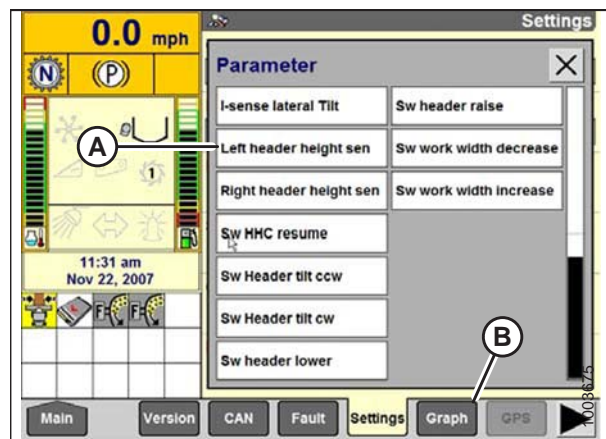 0.0 mph
Settings
N
(P)
Parameter
X
I-sense lateral Tilt
Sw header raise
A
Left header height sen
Sw work width decrease
1
Right header height sen
Sw work width increase
Sw HHC resume
11:31 am
Nov 22, 2007
Sw Header tilt ccw
F
F
Sw Header tilt cw
B
Sw header lower
1003675
Main
Version
CAN
Fault
Settings
Graph
GPS